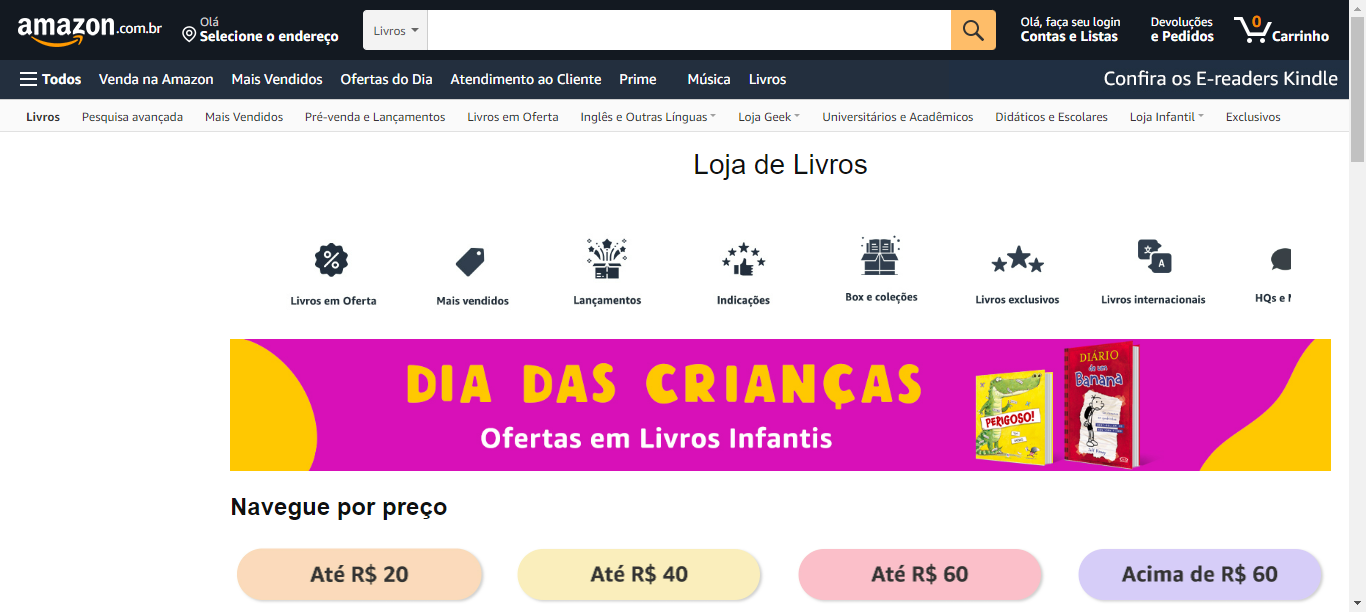 amazon.com.br
Olá
Selecione o endereço
Livros
Olá, faça seu login
Contas e Listas
Devoluções
e Pedidos
0
Carrinho
Todos Venda na Amazon Mais Vendidos Ofertas do Dia Atendimento ao Cliente Prime Música Livros Confira os E-readers Kindle
Livros Pesquisa avançada Mais Vendidos Pré-venda e Lançamentos Livros em Oferta Inglês e Outras Línguas Loja Geek Universitários e Acadêmicos Didáticos e Escolares Loja Infantil Exclusivos
Loja de Livros
Livros em Oferta Mais vendidos Lançamentos Indicações Box e coleções Livros exclusivos Livros internacionais HQs e
DIA DAS CRIANÇAS
Ofertas em Livros Infantis
PERIGOSO!
DIÁRIO
de um
Banana
Navegue por preço
Até R$ 20 Até R$ 40 Até R$ 60 Acima de R$ 60